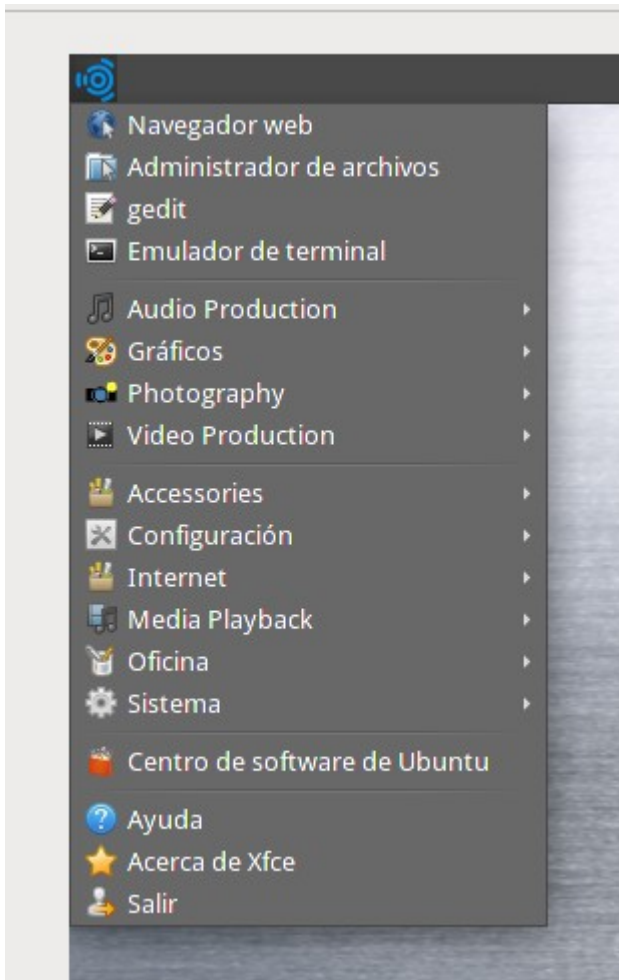 Navegador web
Administrador de archivos
gedit
Emulador de terminal
Audio Production
Gráficos
Photography
Video Production
Accessories
Configuración
Internet
Media Playback
Oficina
Sistema
Centro de software de Ubuntu
Ayuda
Acerca de Xfce
Salir